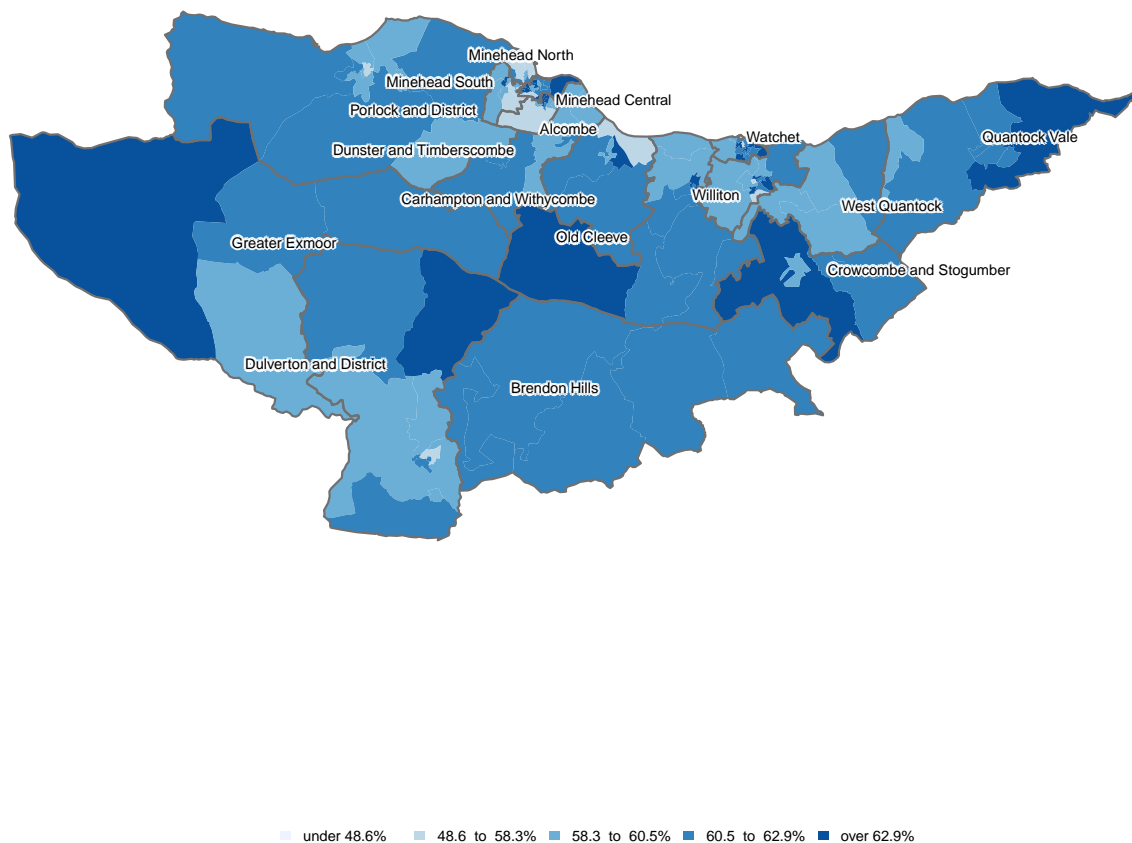 Minehead North
Minehead South
Minehead Central
Porlock and District
Alcombe
Watchet
Quantock Vale
Dunster and Timberscombe
Carhampton and Withycombe
Williton
West Quantock
Old Cleeve
Greater Exmoor
Crowcombe and Stogumber
Dulverton and District
Brendon Hills
under 48.6% 48.6 to 58.3% 58.3 to 60.5% 60.5 to 62.9% over 62.9%